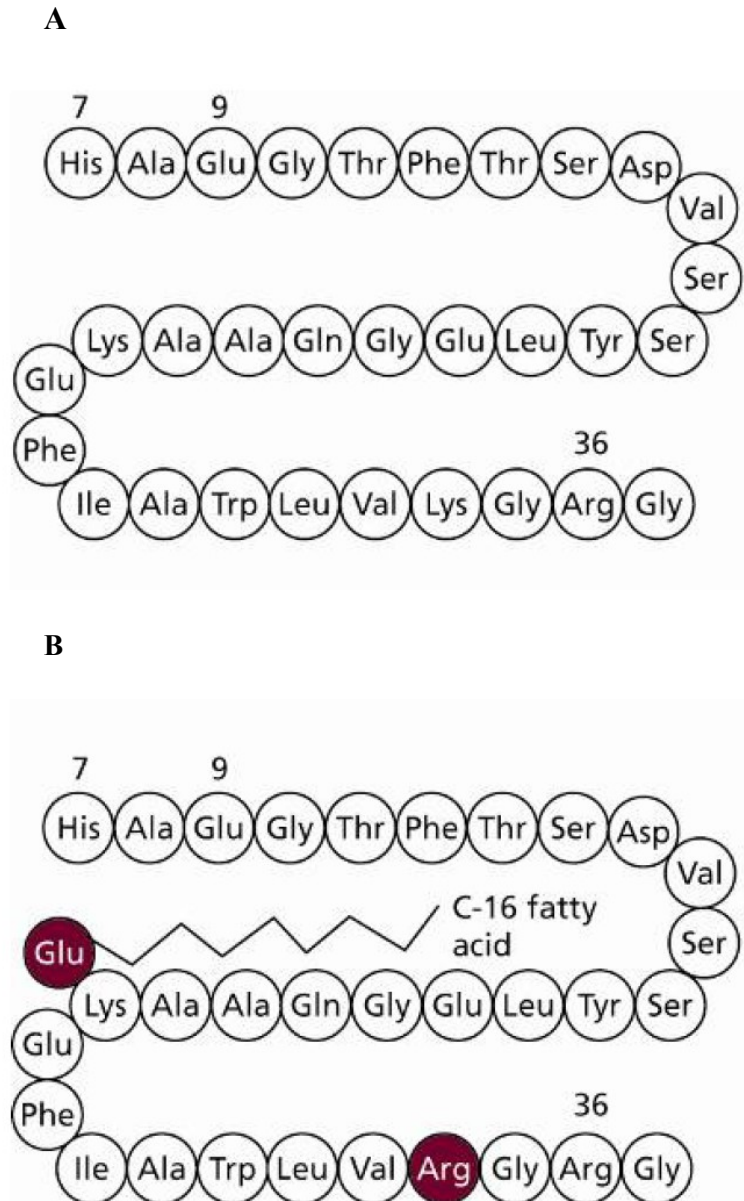 A
7 9
His Ala Glu Gly Thr Phe Thr Ser Asp
Val
Ser
Lys Ala Ala Gln Gly Glu Leu Tyr Ser
Glu
Phe
36
Ile Ala Trp Leu Val Lys Gly Arg Gly
B
7 9
His Ala Glu Gly Thr Phe Thr Ser Asp
Val
C-16 fatty
acid
Glu
Ser
Lys Ala Ala Gln Gly Glu Leu Tyr Ser
Glu
Phe
36
Ile Ala Trp Leu Val Arg Gly Arg Gly